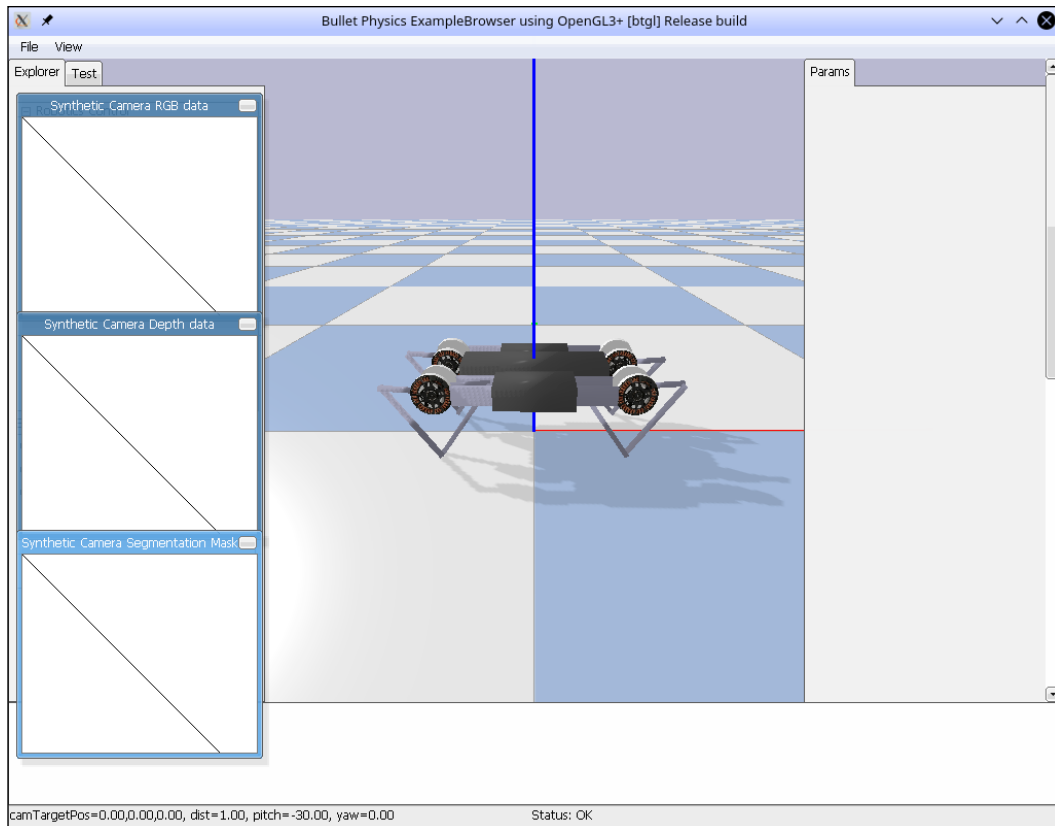 Bullet Physics ExampleBrowser using OpenGL3+ [btgl] Release build
File View
Explorer Test
Params
Synthetic Camera RGB data
Synthetic Camera Depth data
Synthetic Camera Segmentation Mask
camTargetPos=0.00,0.00,0.00, dist=1.00, pitch=-30.00, yaw=0.00
Status: OK